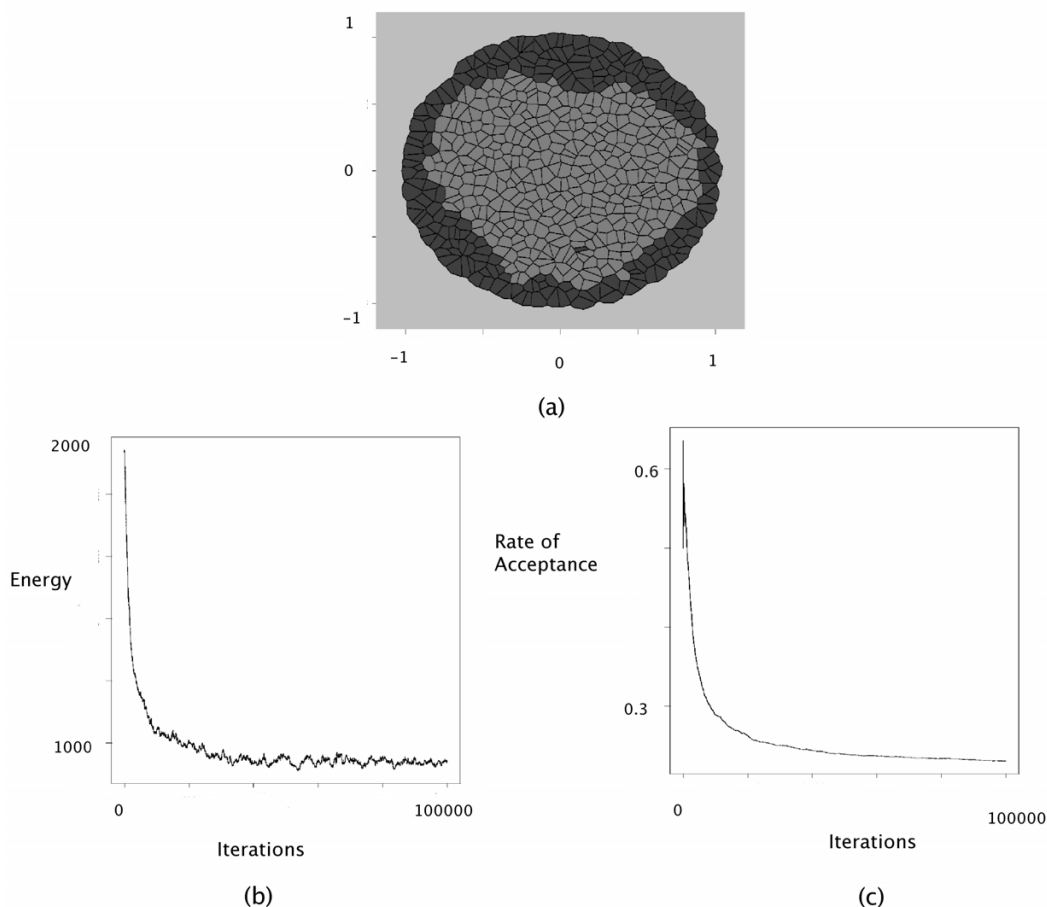 1
0
-1
-1
0
1
(a)
2000
Energy
1000
0
100000
Iterations
(b)
0.6
Rate of
Acceptance
0.3
0
100000
Iterations
(c)